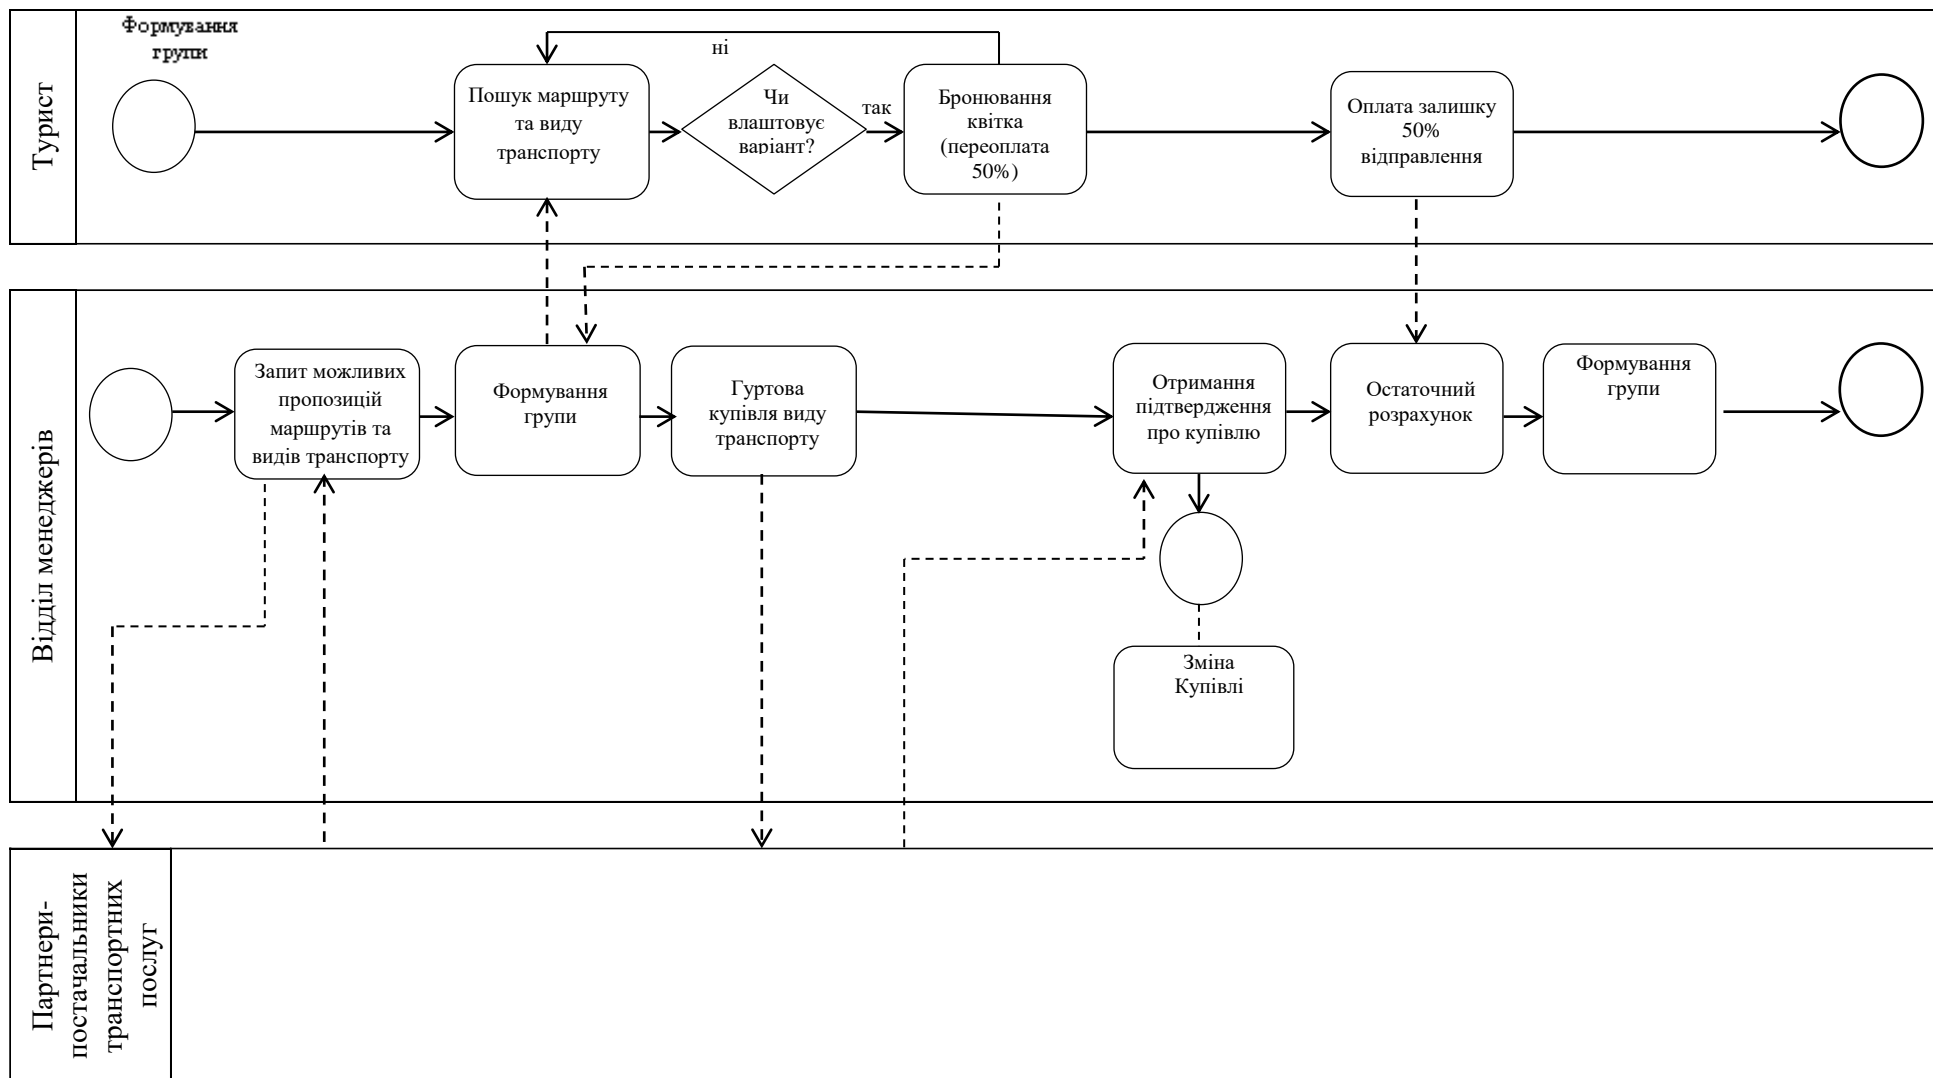 Формування
групи
ні
Турист
Пошук маршруту
та виду
транспорту
Чи
влаштовує
варіант?
так
Бронювання
квітка
(переоплата
50%)
Оплата залишку
50%
відправлення
Відділ менеджерів
Запит можливих
пропозицій
маршрутів та
видів транспорту
Формування
групи
Гуртова
купівля виду
транспорту
Отримання
підтвердження
про купівлю
Остаточний
розрахунок
Формування
групи
Зміна
Купівлі
Партнери-
постачальники
транспортних
послуг